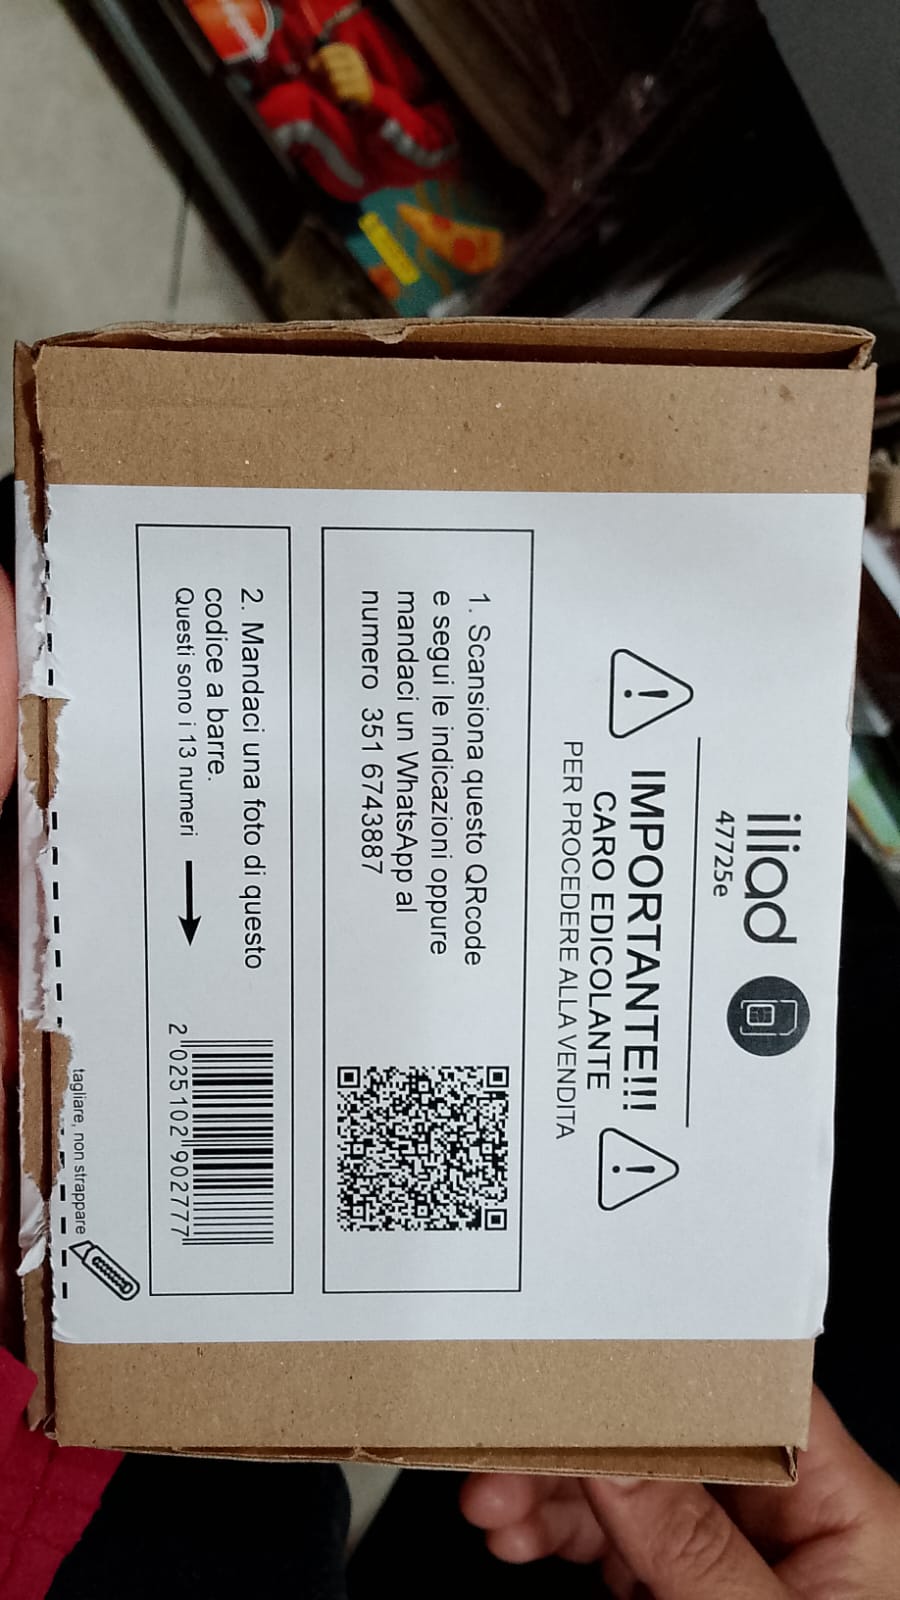 iliad
47725e
IMPORTANTE!!!
CARO EDICOLANTE
PER PROCEDERE ALLA VENDITA
1. Scansiona questo QRcode
e segui le indicazioni oppure
mandaci un WhatsApp al
numero 351 6743887
2. Mandaci una foto di questo
codice a barre.
Questi sono i 13 numeri
2 025102 902777
tagliare, non strappare